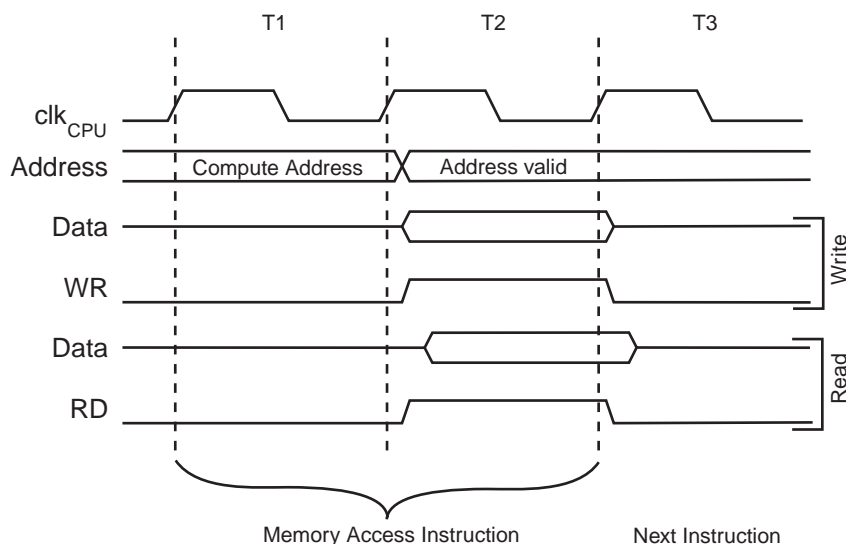 T1 T2 T3
clkCPU
Address Compute Address Address valid
Data
WR
Write
Data
RD
Read
Memory Access Instruction Next Instruction